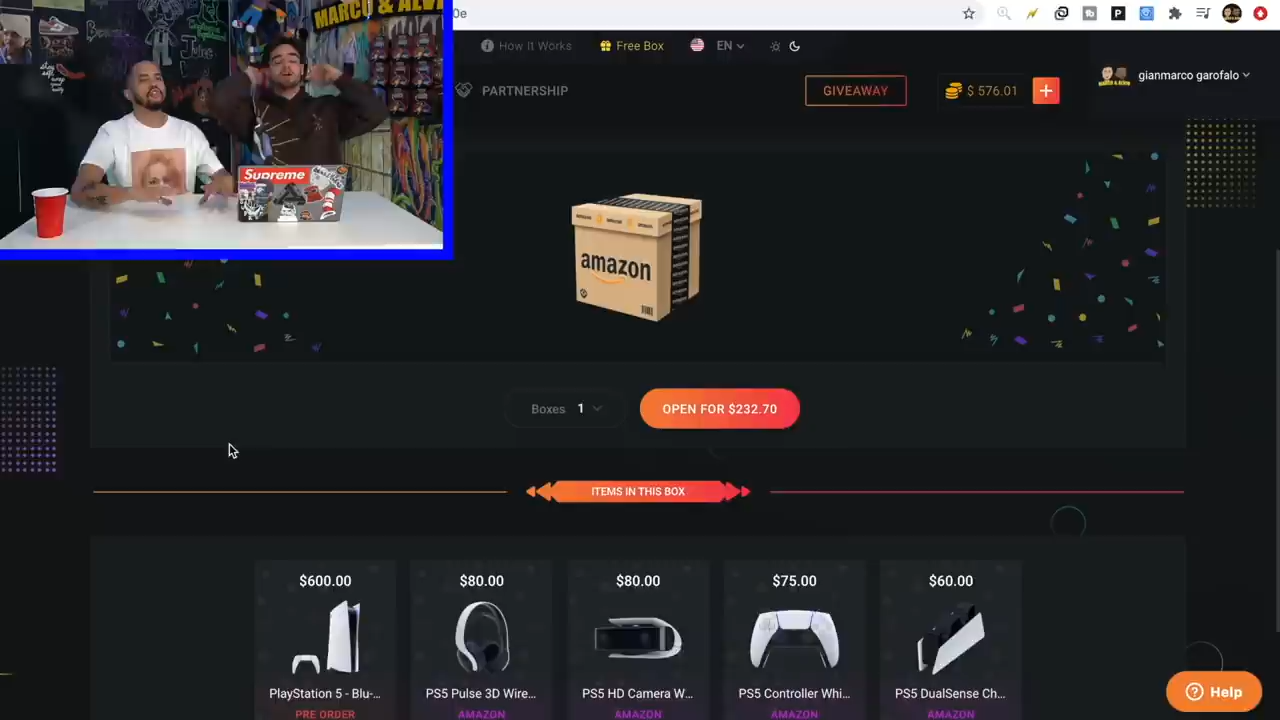 MARCO & ALVI
Supreme
0e
How It Works
Free Box
EN
PARTNERSHIP
GIVEAWAY
$ 576.01
+
gianmarco garofalo
amazon
Boxes 1
OPEN FOR $232.70
ITEMS IN THIS BOX
$600.00
$80.00
$80.00
$75.00
$60.00
PlayStation 5 - Blu-...
PS5 Pulse 3D Wire...
PS5 HD Camera W...
PS5 Controller Whi...
PS5 DualSense Ch...
PRE ORDER
AMAZON
AMAZON
AMAZON
AMAZON
Help